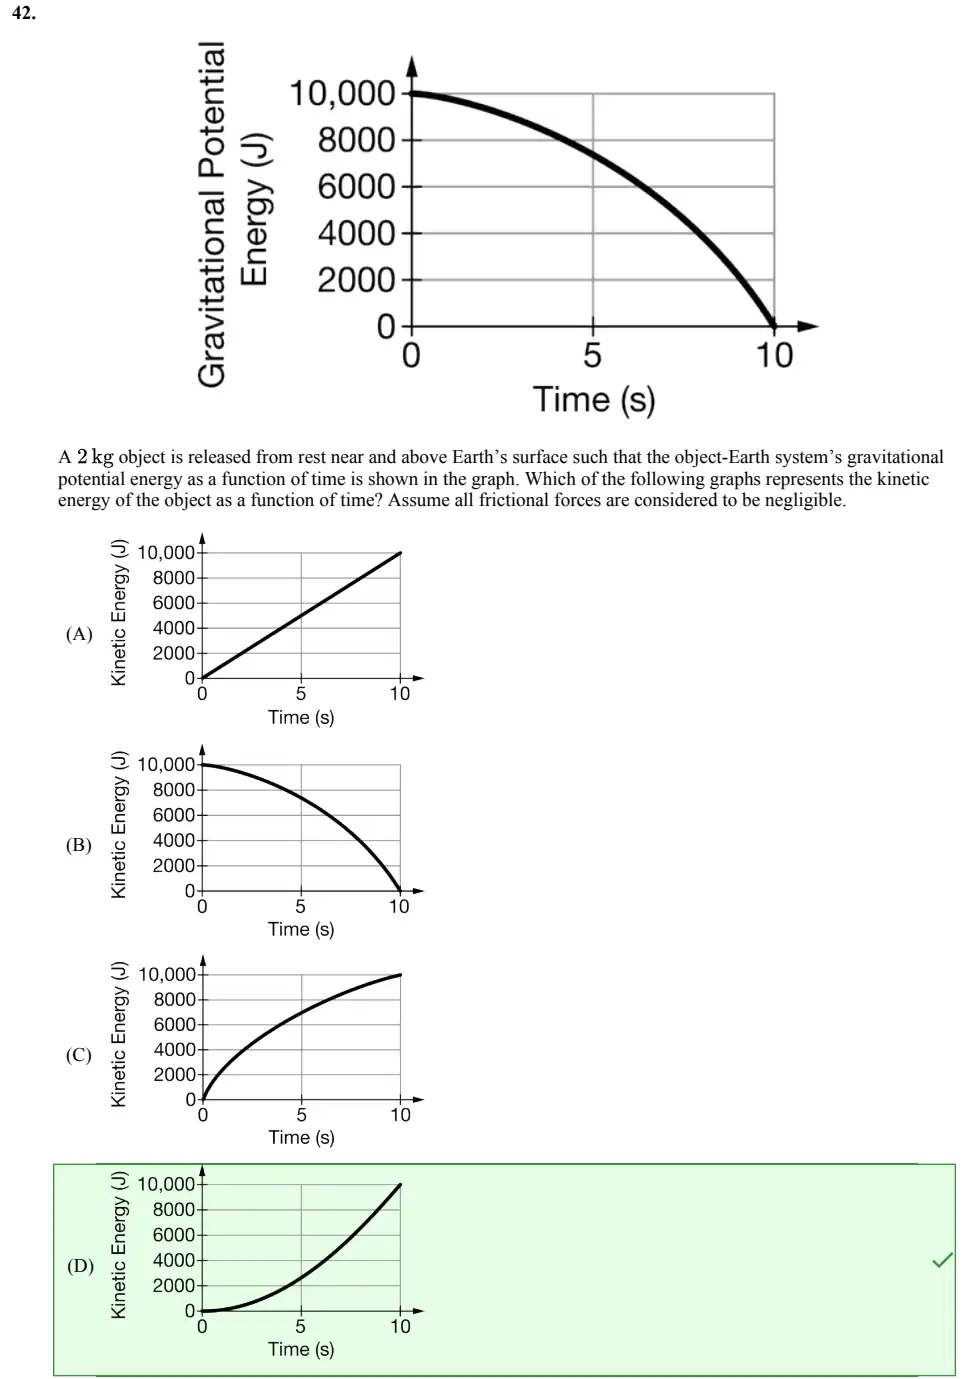 42.
Gravitational Potential
Energy (J)
10,000
8000
6000
4000
2000
0
0 5 10
Time (s)
A 2 kg object is released from rest near and above Earth’s surface such that the object-Earth system’s gravitational
potential energy as a function of time is shown in the graph. Which of the following graphs represents the kinetic
energy of the object as a function of time? Assume all frictional forces are considered to be negligible.
(A)
Kinetic Energy (J)
10,000
8000
6000
4000
2000
0
0 5 10
Time (s)
(B)
Kinetic Energy (J)
10,000
8000
6000
4000
2000
0
0 5 10
Time (s)
(C)
Kinetic Energy (J)
10,000
8000
6000
4000
2000
0
0 5 10
Time (s)
(D)
Kinetic Energy (J)
10,000
8000
6000
4000
2000
0
0 5 10
Time (s)